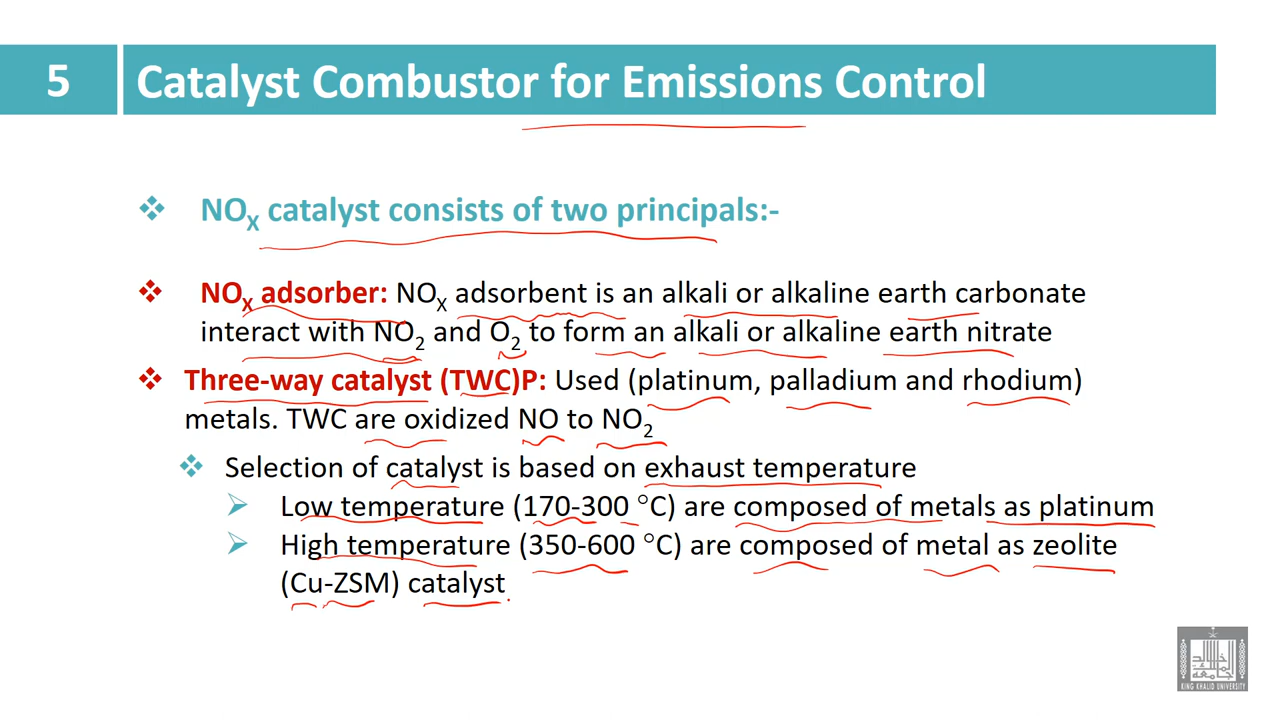 5
Catalyst Combustor for Emissions Control
NOX catalyst consists of two principals:-
NOX adsorber: NOX adsorbent is an alkali or alkaline earth carbonate
interact with NO2 and O2 to form an alkali or alkaline earth nitrate
Three-way catalyst (TWC)P: Used (platinum, palladium and rhodium)
metals. TWC are oxidized NO to NO2
Selection of catalyst is based on exhaust temperature
Low temperature (170-300 °C) are composed of metals as platinum
High temperature (350-600 °C) are composed of metal as zeolite
(Cu-ZSM) catalyst
KING KHALID UNIVERSITY